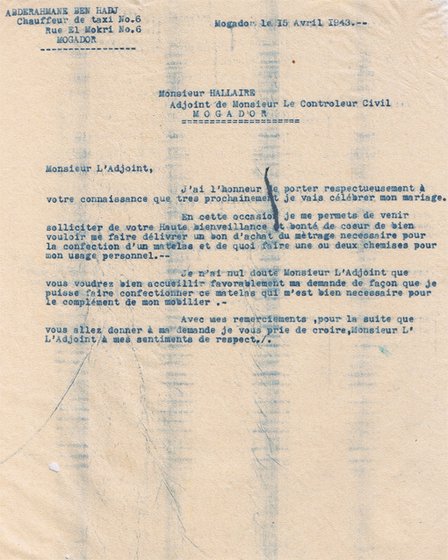 ABDERAHMANE BEN HADJ
Chauffeur de taxi No.6
Rue El Mokri No.6
MOGADOR
Mogador le 15 Avril 1943.--
Monsieur HALLAIRE
Adjoint de Monsieur Le Controleur Civil
MOGADOR
Monsieur L'Adjoint,
J'ai l'honneur de porter respectueusement à
votre connaissance que tres prochainement je vais célébrer mon mariage.
En cette occasion je me permets de venir
solliciter de votre Haute bienveillance et bonté de coeur de bien
vouloir me faire délivrer un bon d'achat du métrage necessaire pour
la confection d'un matelas et de quoi faire une ou deux chemises pour
mon usage personnel.--
Je n'ai nul doute Monsieur L'Adjoint que
vous voudrez bien accueillir favorablement ma demande de façon que je
puisse faire confectionner ce matelas qui m'est bien necessaire pour
le complément de mon mobilier .-
Avec mes remerciements ,pour la suite que
vous allez donner à ma demande je vous prie de croire,Monsieur L'
L'Adjoint à mes sentiments de respect./.